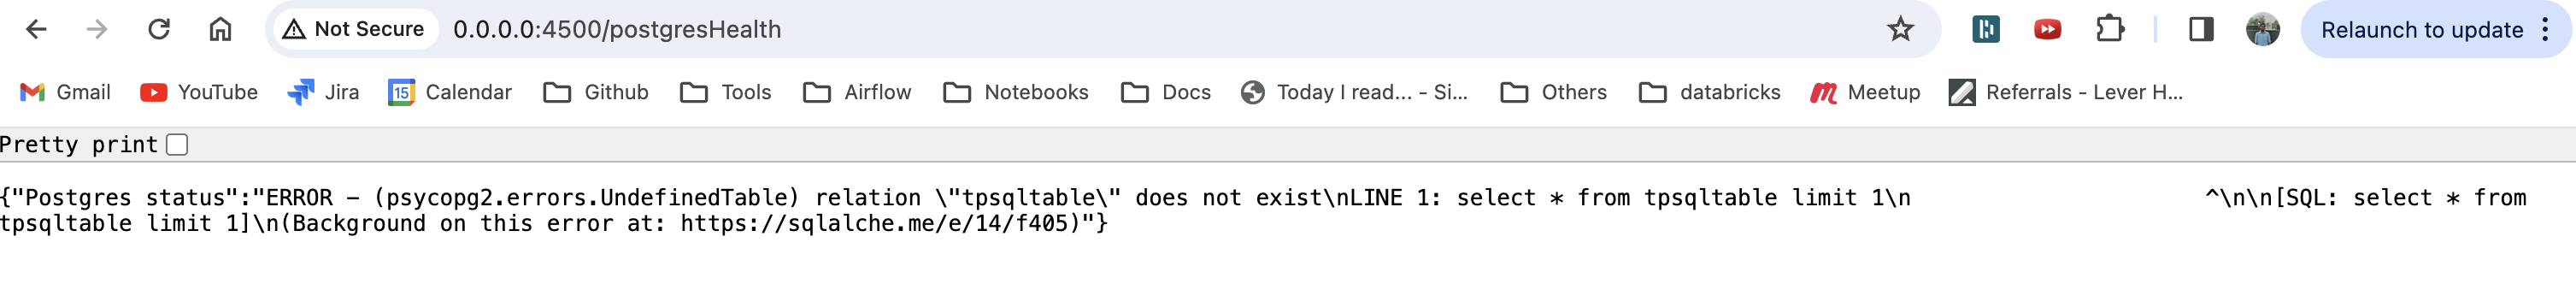 Not Secure 0.0.0.0:4500/postgresHealth Relaunch to update
Gmail YouTube Jira 15 Calendar Github Tools Airflow Notebooks Docs Today I read... - Si... Others databricks Meetup Referrals - Lever H...
Pretty print
{"Postgres status":"ERROR - (psycopg2.errors.UndefinedTable) relation \"tpsqltable\" does not exist\nLINE 1: select * from tpsqltable limit 1\n                      ^\n\n[SQL: select * from
tpsqltable limit 1]\n(Background on this error at: https://sqlalche.me/e/14/f405)"}